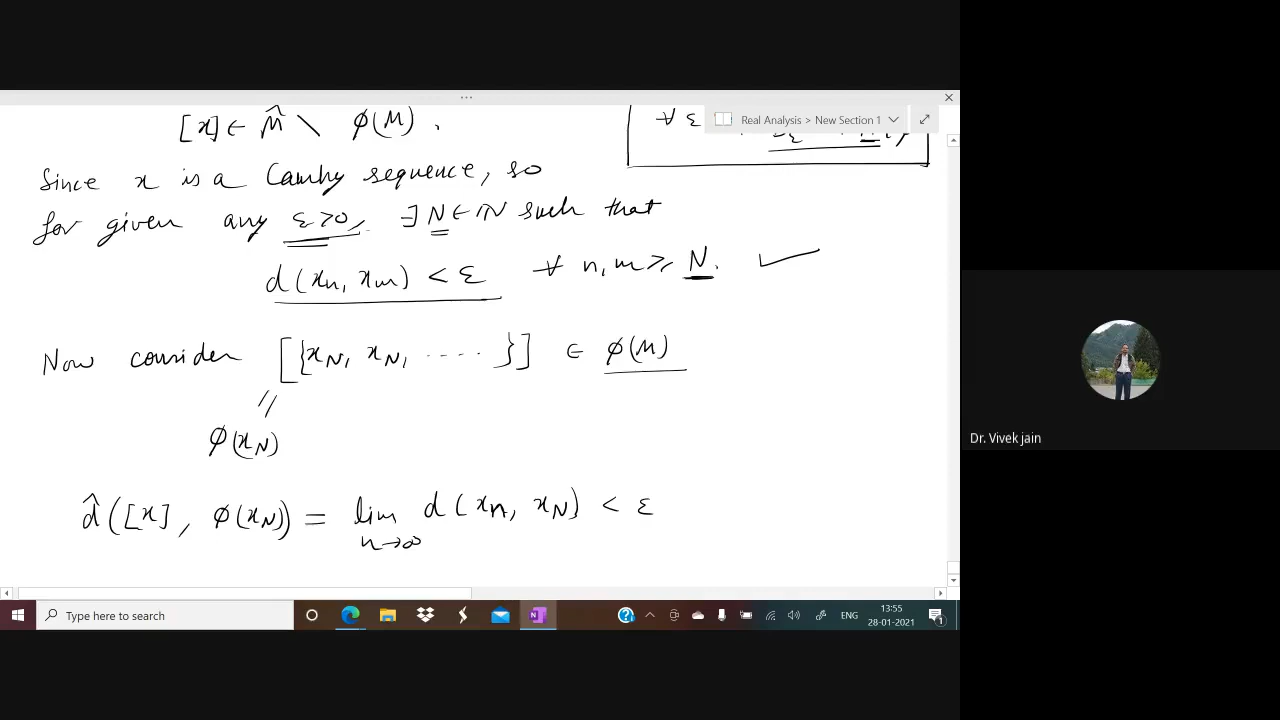 [x] ∈ M̂ \ φ(M).
∀ ε
Real Analysis > New Section 1
Since x is a Cauchy sequence, so
for given any ε>0, ∃ N ∈ ℕ such that
d(xn, xm) < ε ∀ n, m ≥ N.
Now consider [{xN, xN, ....}] ∈ φ(M)
=
φ(xN)
d̂([x], φ(xN)) = lim d(xn, xN) < ε
n→∞
Dr. Vivek jain
Type here to search
ENG
13:55
28-01-2021
1